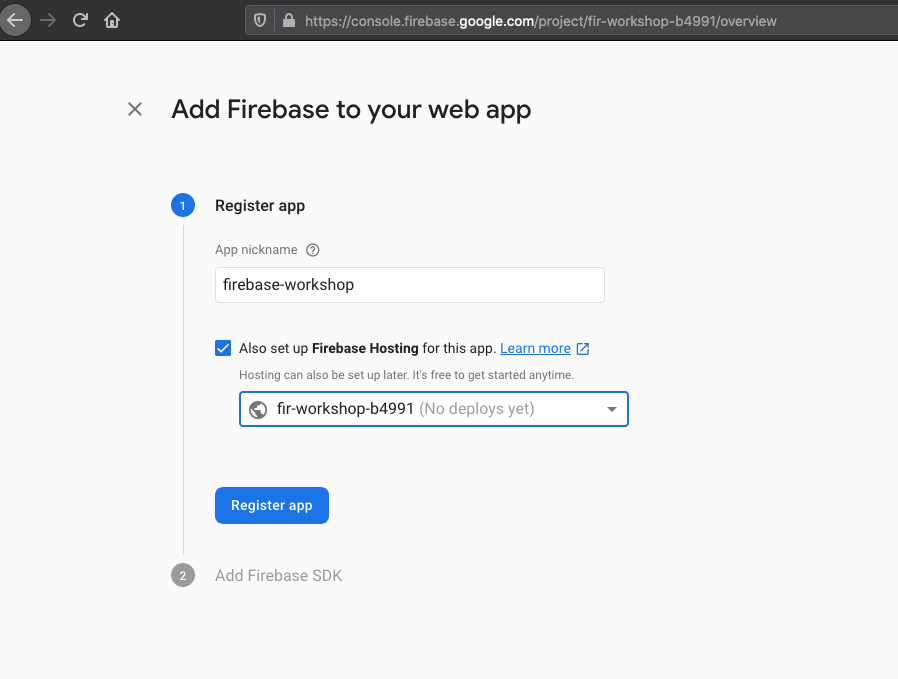 https://console.firebase.google.com/project/fir-workshop-b4991/overview
Add Firebase to your web app
1
Register app
App nickname
firebase-workshop
Also set up Firebase Hosting for this app. Learn more
Hosting can also be set up later. It's free to get started anytime.
fir-workshop-b4991 (No deploys yet)
Register app
2
Add Firebase SDK